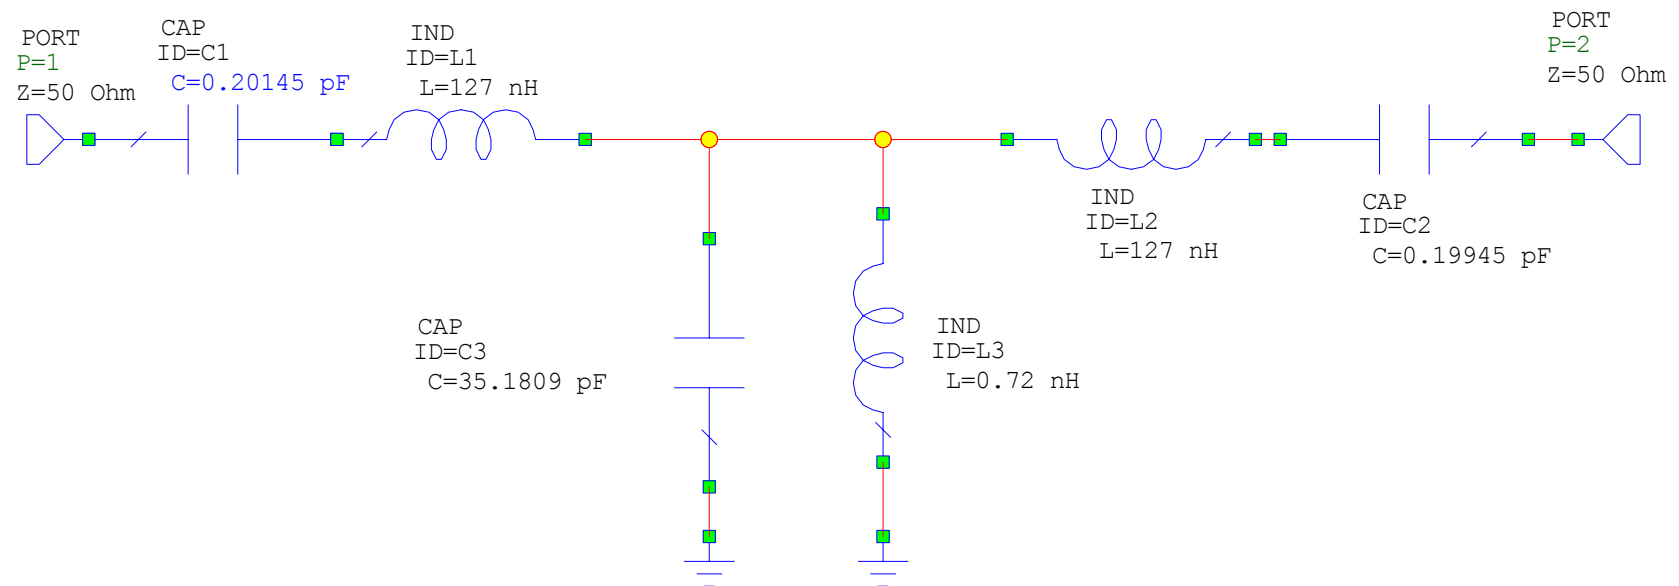 PORT
P=1
Z=50 Ohm
CAP
ID=C1
C=0.20145 pF
IND
ID=L1
L=127 nH
PORT
P=2
Z=50 Ohm
IND
ID=L2
L=127 nH
CAP
ID=C2
C=0.19945 pF
CAP
ID=C3
C=35.1809 pF
IND
ID=L3
L=0.72 nH